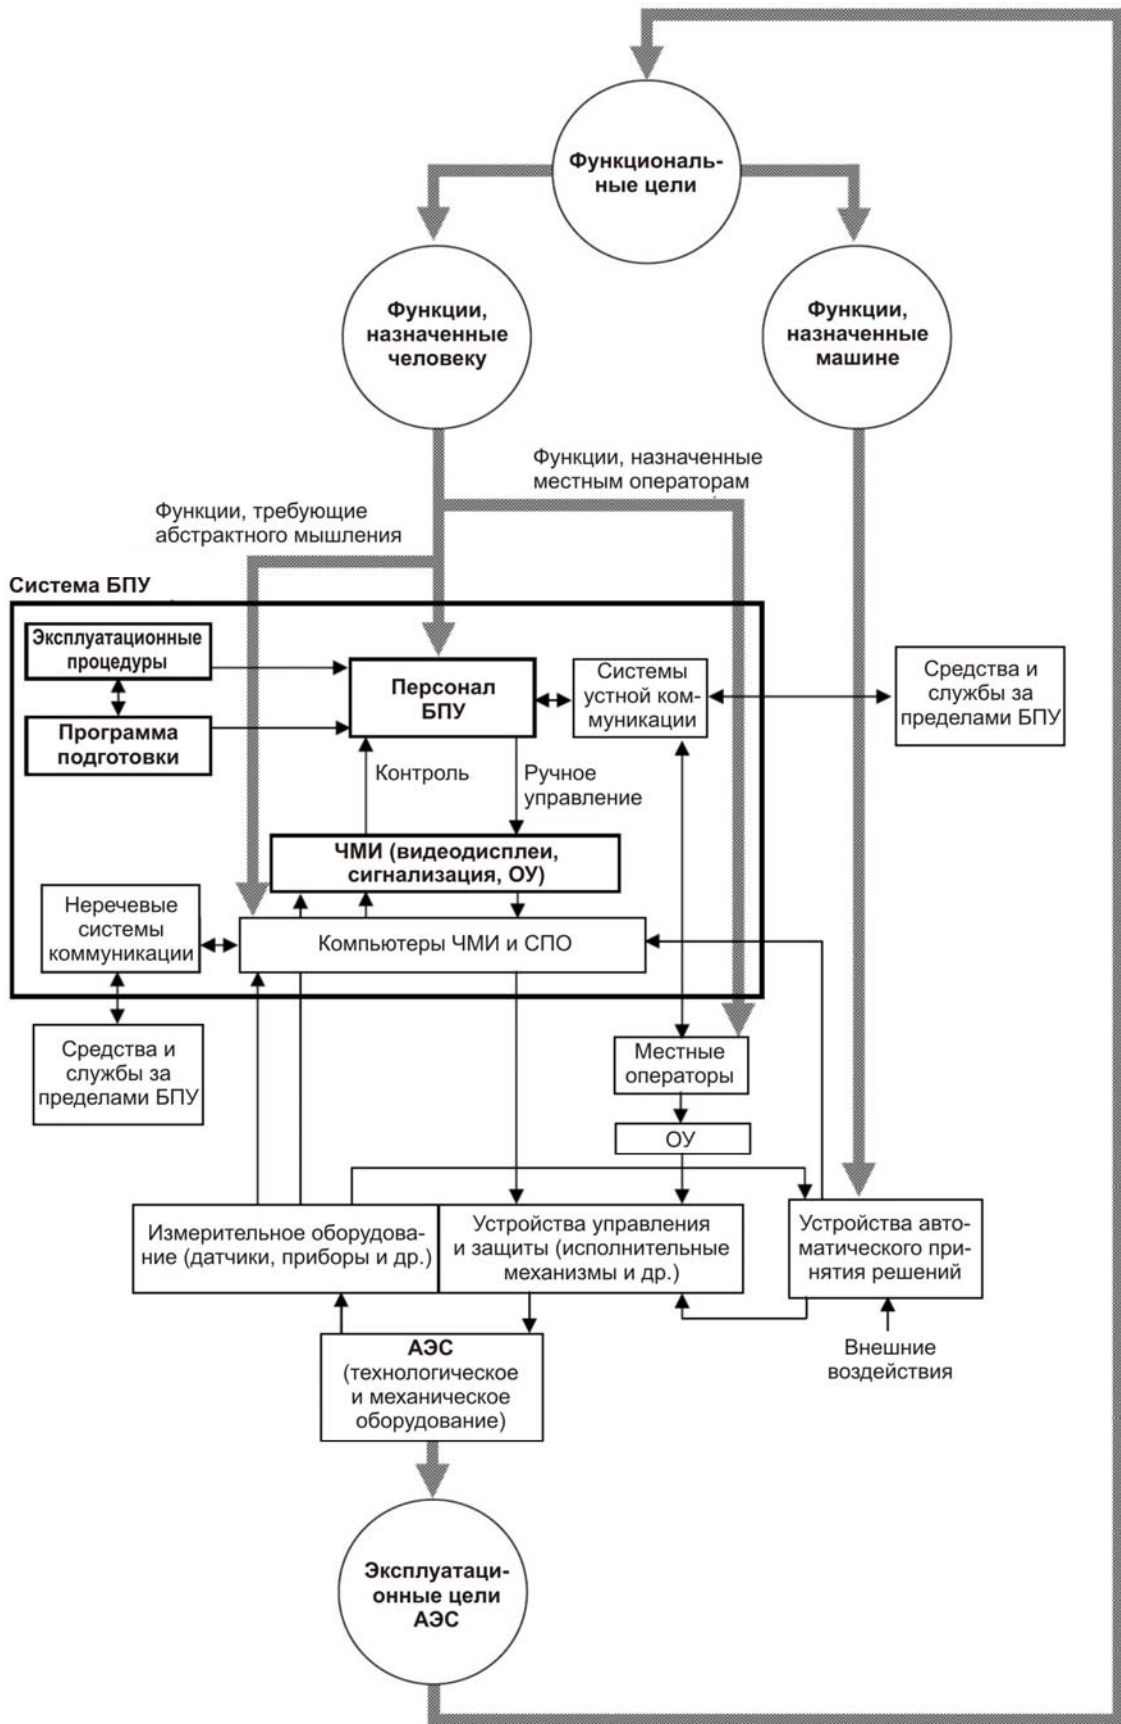 Функциональ-
ные цели
Функции,
назначенные
человеку
Функции,
назначенные
машине
Функции, назначенные
местным операторам
Функции, требующие
абстрактного мышления
Система БПУ
Эксплуатационные
процедуры
Программа
подготовки
Персонал
БПУ
Системы
устной ком-
муникации
Средства и
службы за
пределами БПУ
Контроль
Ручное
управление
ЧМИ (видеодисплеи,
сигнализация, ОУ)
Неречевые
системы
коммуникации
Компьютеры ЧМИ и СПО
Средства и
службы за
пределами БПУ
Местные
операторы
ОУ
Измерительное оборудова-
ние (датчики, приборы и др.)
Устройства управления
и защиты (исполнительные
механизмы и др.)
Устройства авто-
матического при-
нятия решений
Внешние
воздействия
АЭС
(технологическое
и механическое
оборудование)
Эксплуатаци-
онные цели
АЭС